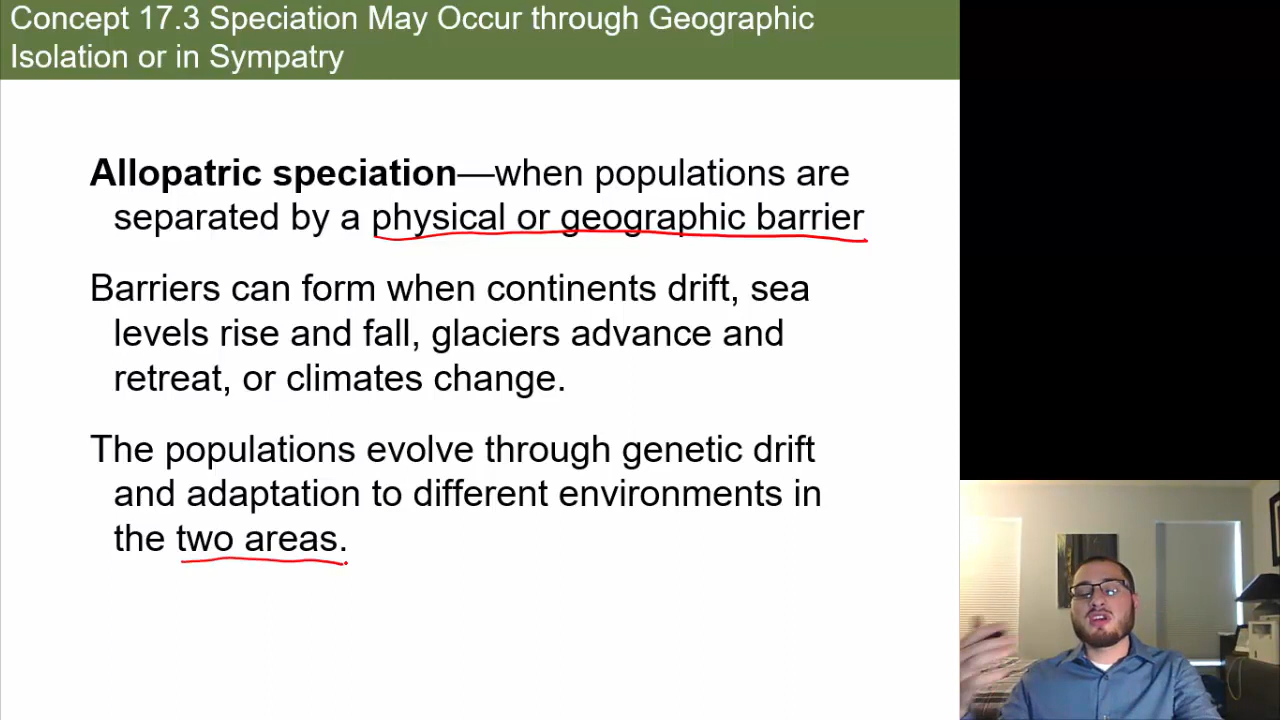 Concept 17.3 Speciation May Occur through Geographic
Isolation or in Sympatry
Allopatric speciation—when populations are
separated by a physical or geographic barrier
Barriers can form when continents drift, sea
levels rise and fall, glaciers advance and
retreat, or climates change.
The populations evolve through genetic drift
and adaptation to different environments in
the two areas.